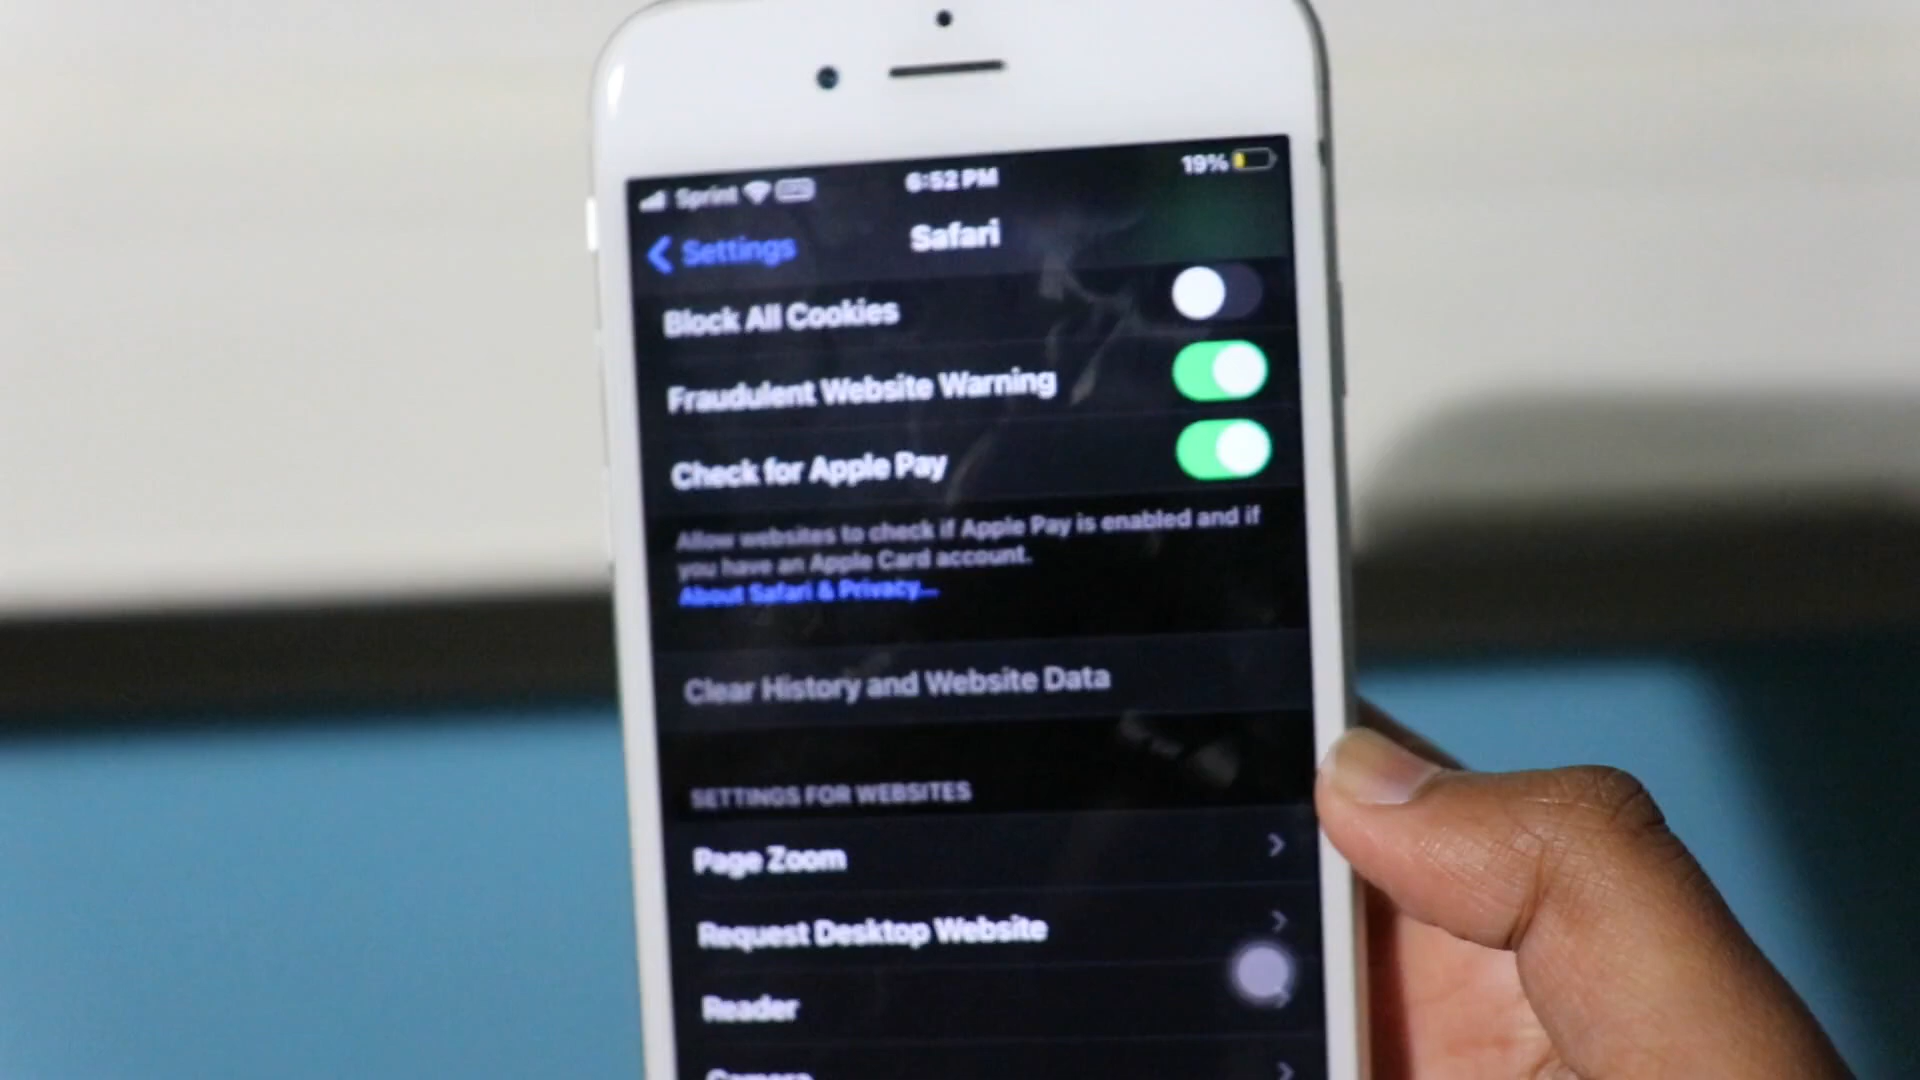 Sprint
6:52 PM
19%
Settings
Safari
Block All Cookies
Fraudulent Website Warning
Check for Apple Pay
Allow websites to check if Apple Pay is enabled and if
you have an Apple Card account.
About Safari & Privacy...
Clear History and Website Data
SETTINGS FOR WEBSITES
Page Zoom
Request Desktop Website
Reader
Camera